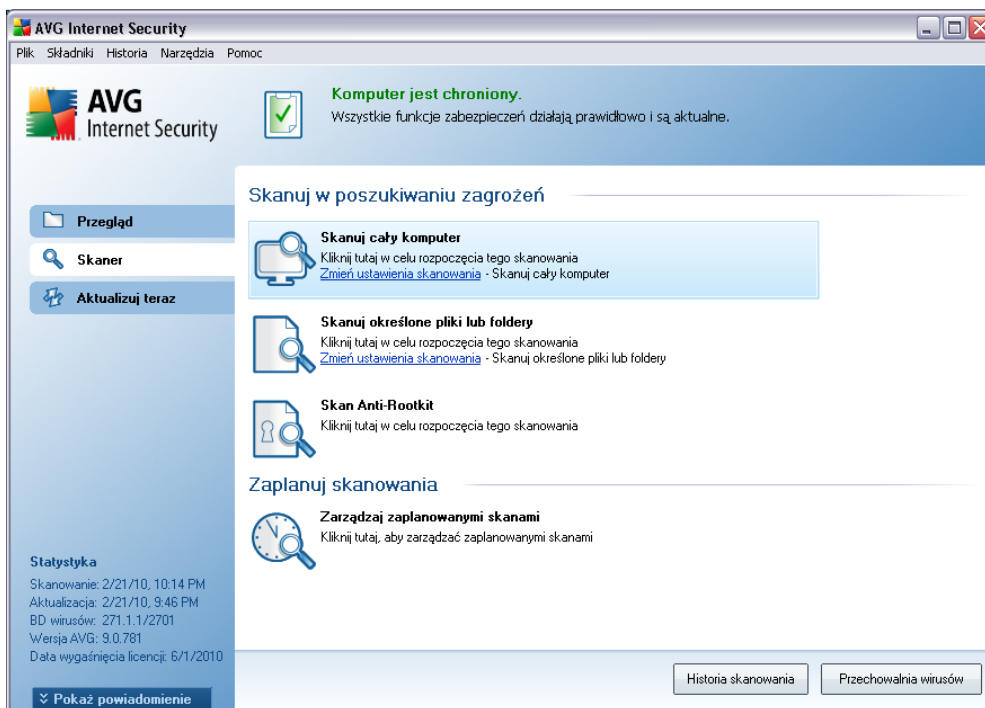 AVG Internet Security
Plik Składniki Historia Narzędzia Pomoc
AVG
Internet Security
Komputer jest chroniony.
Wszystkie funkcje zabezpieczeń działają prawidłowo i są aktualne.
Przegląd
Skaner
Aktualizuj teraz
Skanuj w poszukiwaniu zagrożeń
Skanuj cały komputer
Kliknij tutaj w celu rozpoczęcia tego skanowania
Zmień ustawienia skanowania - Skanuj cały komputer
Skanuj określone pliki lub foldery
Kliknij tutaj w celu rozpoczęcia tego skanowania
Zmień ustawienia skanowania - Skanuj określone pliki lub foldery
Skan Anti-Rootkit
Kliknij tutaj w celu rozpoczęcia tego skanowania
Zaplanuj skanowania
Zarządzaj zaplanowanymi skanami
Kliknij tutaj, aby zarządzać zaplanowanymi skanami
Statystyka
Skanowanie: 2/21/10, 10:14 PM
Aktualizacja: 2/21/10, 9:46 PM
BD wirusów: 271.1.1/2701
Wersja AVG: 9.0.781
Data wygaśnięcia licencji: 6/1/2010
Pokaż powiadomienie
Historia skanowania
Przechowalnia wirusów